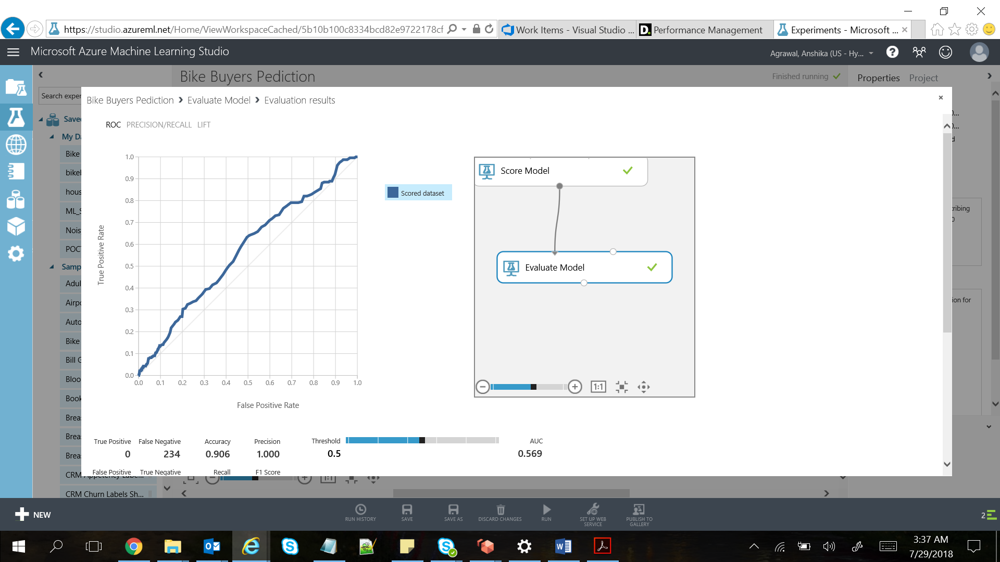 https://studio.azureml.net/Home/ViewWorkspaceCached/5b10b100c8334bcd82e9722178cf
Work Items - Visual Studio ...
D. Performance Management
Experiments - Microsoft ...
Microsoft Azure Machine Learning Studio
Agrawal, Anshika (US - Hy...
Bike Buyers Pediction
Finished running
Properties Project
Search exper
Bike Buyers Pediction > Evaluate Model > Evaluation results
ROC PRECISION/RECALL LIFT
Saved
My Da
Bike
bikeb
hous
ML_S
Nois
POC
Samp
Adul
Airpo
Auto
Bike
Bill G
Bloo
Book
Brea
Brea
Brea
CRM Appetency Labe...
CRM Churn Labels Sh...
True Positive Rate
1.0
0.9
0.8
0.7
0.6
0.5
0.4
0.3
0.2
0.1
0.0
0.0 0.1 0.2 0.3 0.4 0.5 0.6 0.7 0.8 0.9 1.0
False Positive Rate
Scored dataset
Score Model
Evaluate Model
1:1
cribing
0
ion for
True Positive False Negative Accuracy Precision Threshold AUC
0 234 0.906 1.000 0.5 0.569
False Positive True Negative Recall F1 Score
1:1
NEW
RUN HISTORY
SAVE
SAVE AS
DISCARD CHANGES
RUN
SET UP WEB
SERVICE
PUBLISH TO
GALLERY
2
3:37 AM
7/29/2018